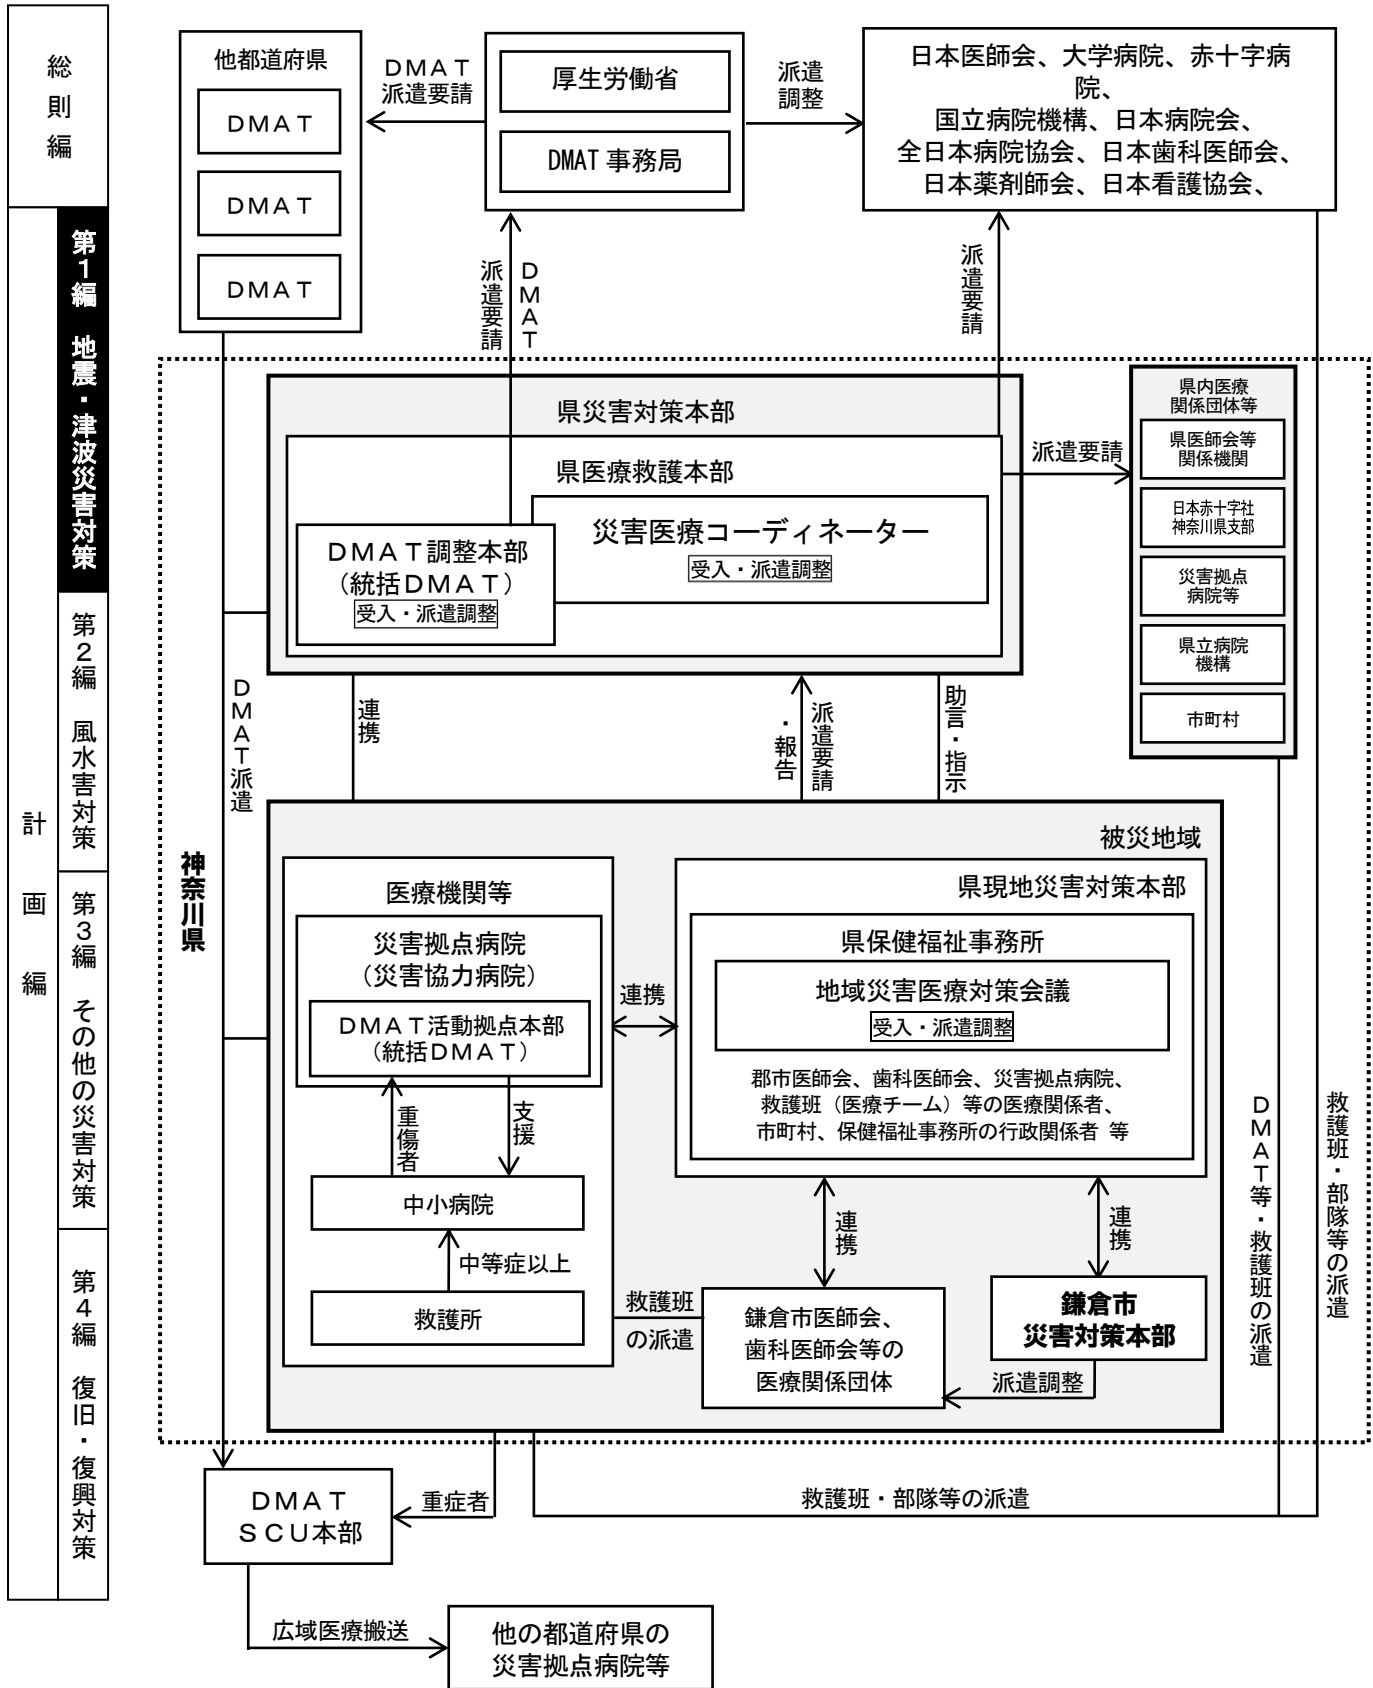 総則編
計画編
第１編　地震・津波災害対策
第２編　風水害対策
第３編　その他の災害対策
第４編　復旧・復興対策
他都道府県
ＤＭＡＴ
ＤＭＡＴ
ＤＭＡＴ
ＤＭＡＴ
派遣要請
厚生労働省
DMAT 事務局
派遣
調整
日本医師会、大学病院、赤十字病
院、
国立病院機構、日本病院会、
全日本病院協会、日本歯科医師会、
日本薬剤師会、日本看護協会、
ＤＭＡＴ
派遣要請
派遣要請
神奈川県
県災害対策本部
県医療救護本部
災害医療コーディネーター
受入・派遣調整
ＤＭＡＴ調整本部
（統括ＤＭＡＴ）
受入・派遣調整
派遣要請
県内医療
関係団体等
県医師会等
関係機関
日本赤十字社
神奈川県支部
災害拠点
病院等
県立病院
機構
市町村
ＤＭＡＴ派遣
連携
派遣要請
・報告
助言・指示
被災地域
医療機関等
災害拠点病院
（災害協力病院）
ＤＭＡＴ活動拠点本部
（統括ＤＭＡＴ）
重傷者
支援
中小病院
中等症以上
救護所
連携
県現地災害対策本部
県保健福祉事務所
地域災害医療対策会議
受入・派遣調整
郡市医師会、歯科医師会、災害拠点病院、
救護班（医療チーム）等の医療関係者、
市町村、保健福祉事務所の行政関係者 等
連携
連携
救護班
の派遣
鎌倉市医師会、
歯科医師会等の
医療関係団体
鎌倉市
災害対策本部
派遣調整
ＤＭＡＴ等・救護班の派遣
救護班・部隊等の派遣
ＤＭＡＴ
ＳＣＵ本部
重症者
救護班・部隊等の派遣
広域医療搬送
他の都道府県の
災害拠点病院等